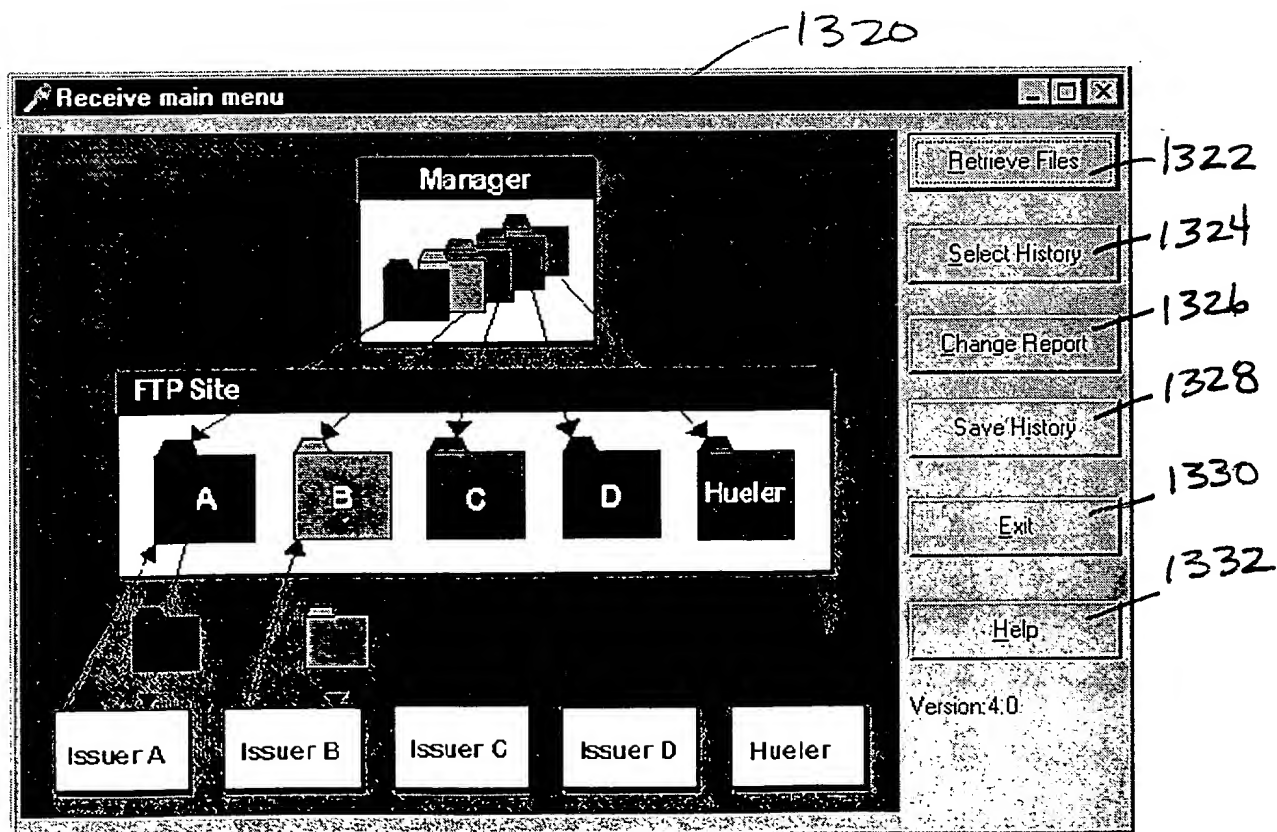 1320
Receive main menu
Manager
FTP Site
A
B
C
D
Hueler
Issuer A
Issuer B
Issuer C
Issuer D
Hueler
Retrieve Files
1322
Select History
1324
Change Report
1326
Save History
1328
Exit
1330
Help
1332
Version:4.0